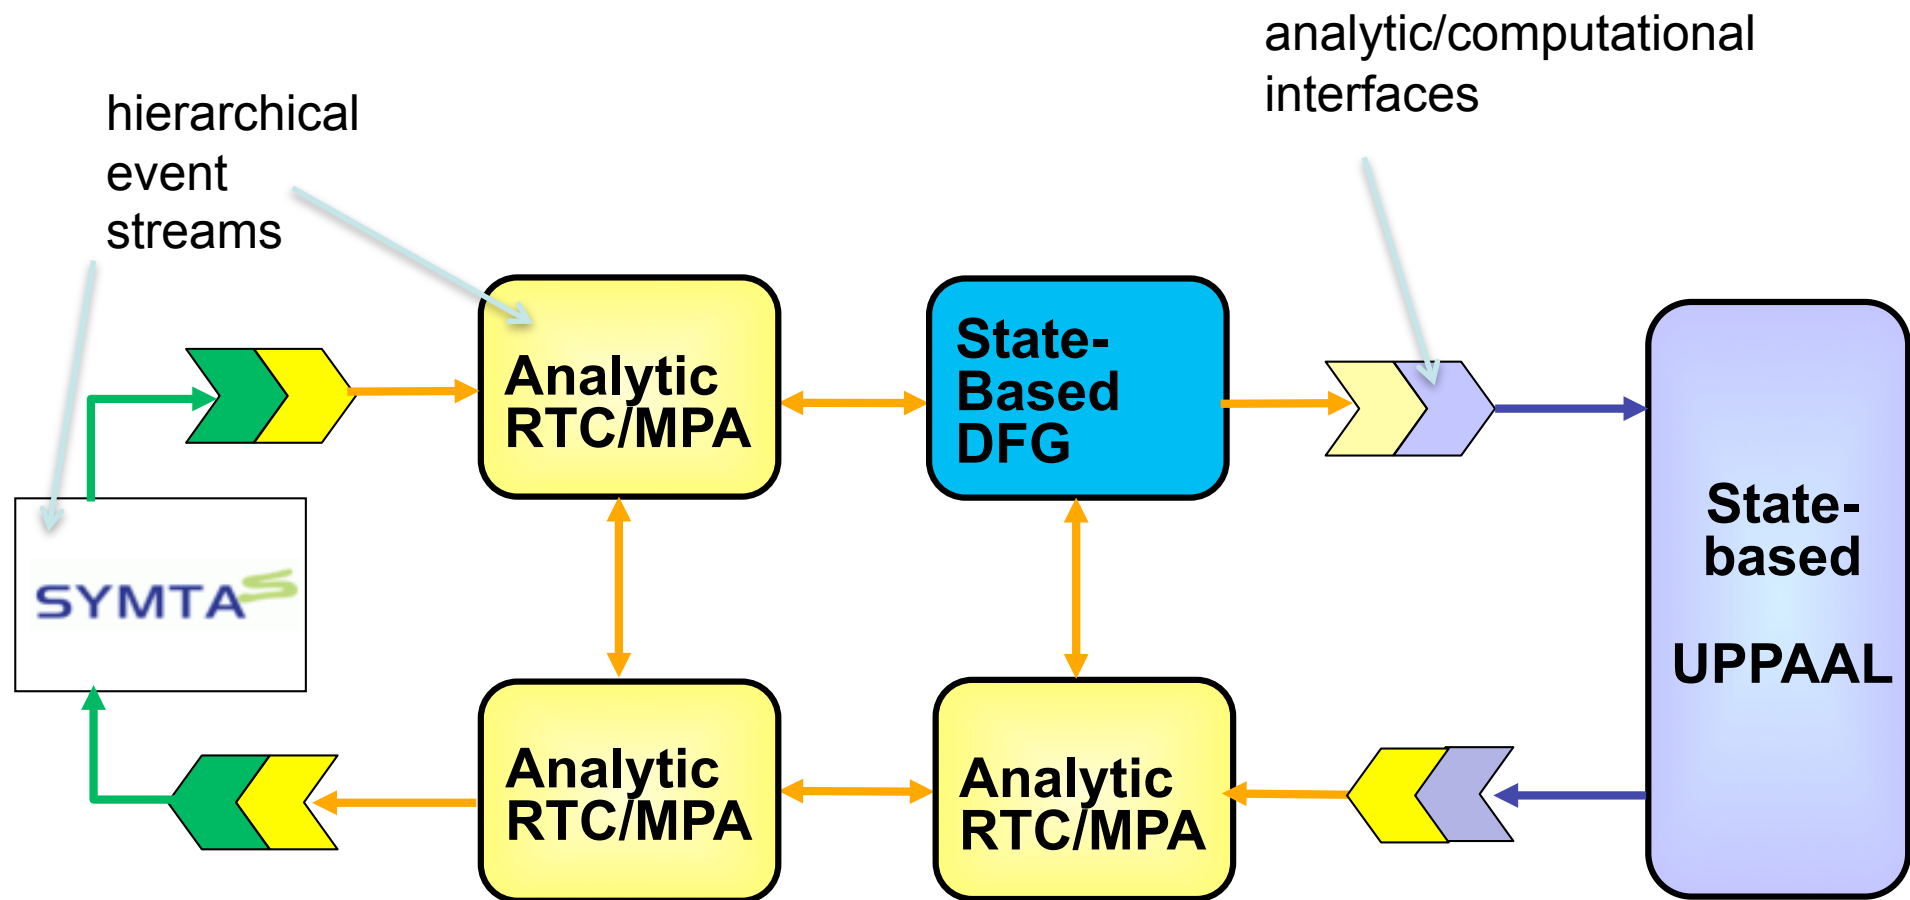 analytic/computational
interfaces
hierarchical
event
streams
Analytic
RTC/MPA
State-
Based
DFG
State-
based
UPPAAL
SYMTA S
Analytic
RTC/MPA
Analytic
RTC/MPA